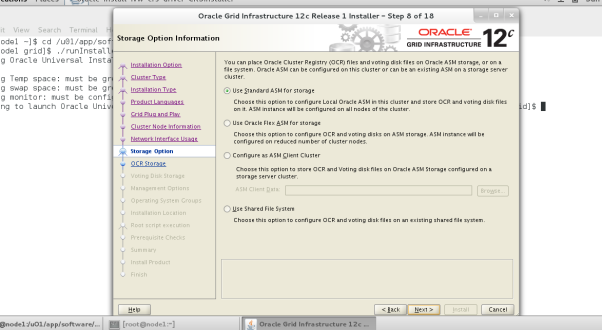 Oracle Grid Infrastructure 12c Release 1 Installer - Step 8 of 18
it View Search Terminal
ode1 ~]$ cd /u01/app/sof
ode1 grid]$ ./runInstall
g Oracle Universal Inst
g Temp space: must be gr
g swap space: must be gr
g monitor: must be confi
ng to launch Oracle Univ
id]$
Storage Option Information
ORACLE
GRID INFRASTRUCTURE
12c
Installation Option
Cluster Type
Installation Type
Product Languages
Grid Plug and Play
Cluster Node Information
Network Interface Usage
Storage Option
OCR Storage
Voting Disk Storage
Management Options
Operating System Groups
Installation Location
Root script execution
Prerequisite Checks
Summary
Install Product
Finish
You can place Oracle Cluster Registry (OCR) files and voting disk files on Oracle ASM storage, or on a
file system. Oracle ASM can be configured on this cluster or can be an existing ASM on a storage server
cluster.
Use Standard ASM for storage
Choose this option to configure Local Oracle ASM in this cluster and store OCR and voting disk files
on it. ASM instance will be configured on all nodes of the cluster.
Use Oracle Flex ASM for storage
Choose this option to configure OCR and voting disks on ASM storage. ASM instance will be
configured on reduced number of cluster nodes.
Configure as ASM Client Cluster
Choose this option to store OCR and Voting disk files on Oracle ASM Storage configured on a
storage server cluster.
ASM Client Data:
Browse...
Use Shared File System
Choose this option to configure OCR and voting disk files on an existing shared file system.
Help
< Back
Next >
Install
Cancel
@node1:/u01/app/software/...
[root@node1:~]
Oracle Grid Infrastructure 12c ...